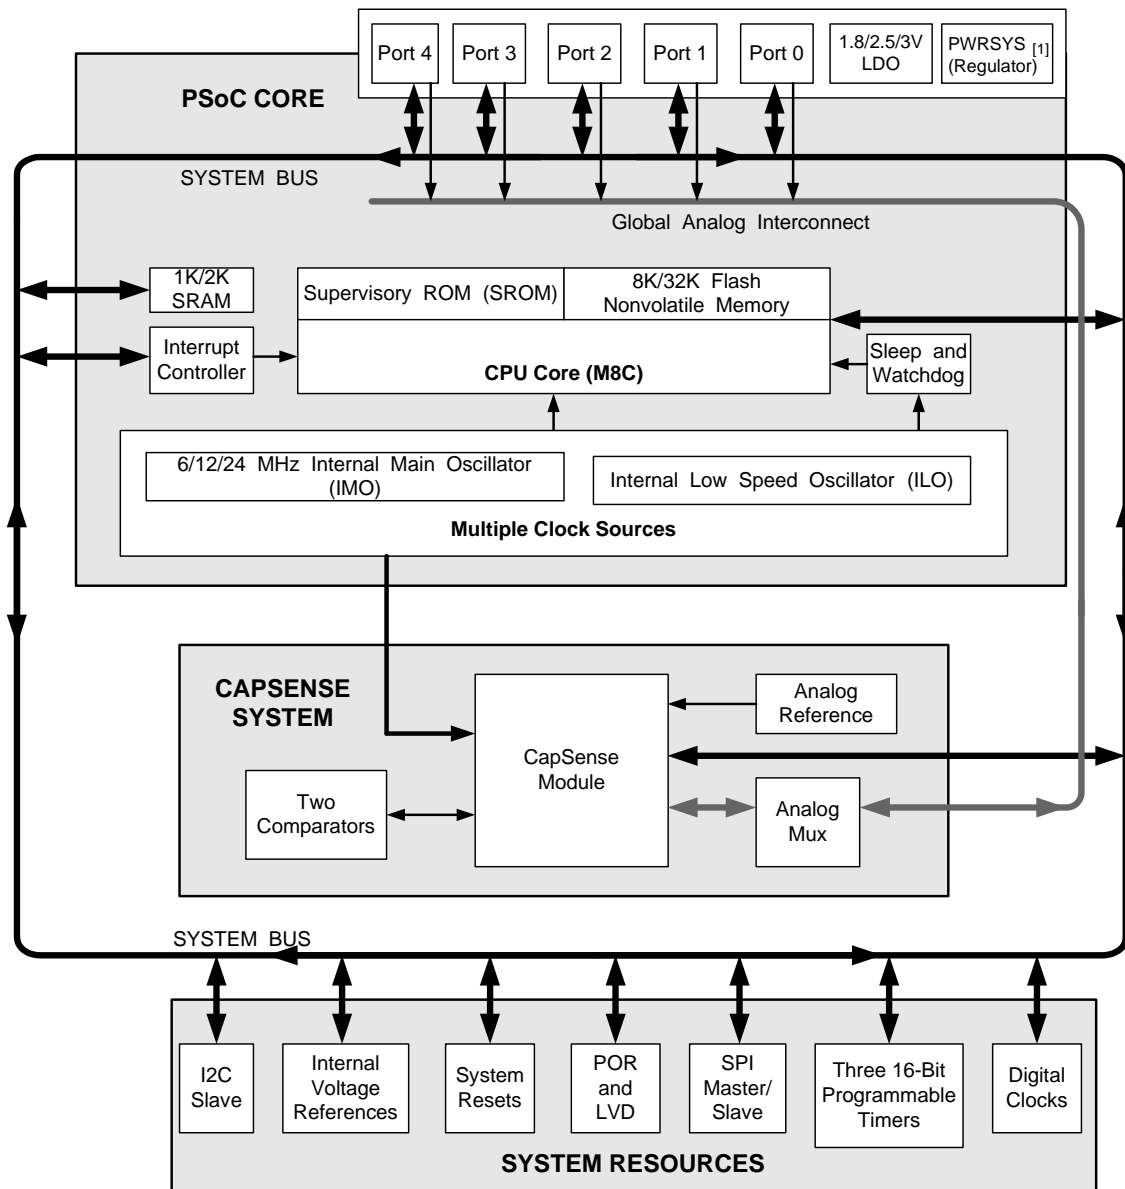 Port 4
Port 3
Port 2
Port 1
Port 0
1.8/2.5/3V
LDO
PWRSYS [1]
(Regulator)
PSoC CORE
SYSTEM BUS
Global Analog Interconnect
1K/2K
SRAM
Supervisory ROM (SROM)
8K/32K Flash
Nonvolatile Memory
Interrupt
Controller
CPU Core (M8C)
Sleep and
Watchdog
6/12/24 MHz Internal Main Oscillator
(IMO)
Internal Low Speed Oscillator (ILO)
Multiple Clock Sources
CAPSENSE
SYSTEM
Analog
Reference
CapSense
Module
Two
Comparators
Analog
Mux
SYSTEM BUS
I2C
Slave
Internal
Voltage
References
System
Resets
POR
and
LVD
SPI
Master/
Slave
Three 16-Bit
Programmable
Timers
Digital
Clocks
SYSTEM RESOURCES